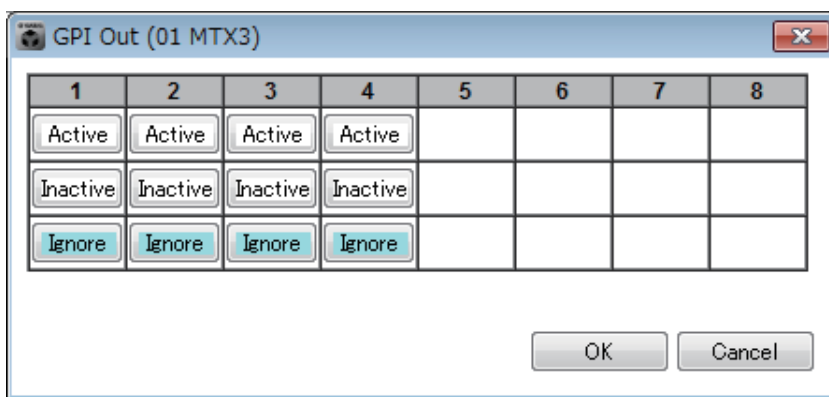 GPI Out (01 MTX3)
1 2 3 4 5 6 7 8
Active Active Active Active
Inactive Inactive Inactive Inactive
Ignore Ignore Ignore Ignore
OK Cancel